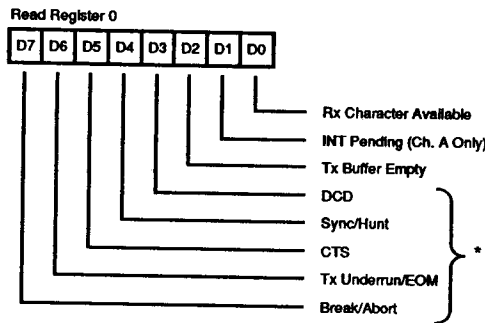 Read Register 0
D7 D6 D5 D4 D3 D2 D1 D0
Rx Character Available
INT Pending (Ch. A Only)
Tx Buffer Empty
DCD
Sync/Hunt
CTS
*
Tx Underrun/EOM
Break/Abort